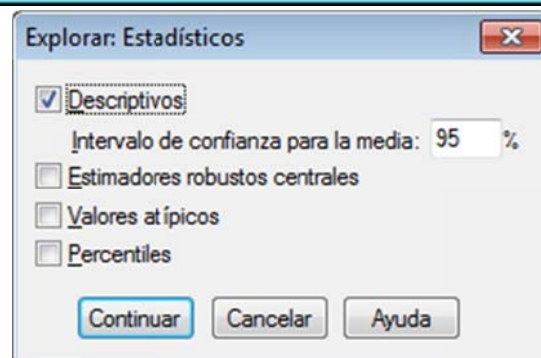 Explorar: Estadísticos
Descriptivos
Intervalo de confianza para la media: 95 %
Estimadores robustos centrales
Valores atípicos
Percentiles
Continuar Cancelar Ayuda